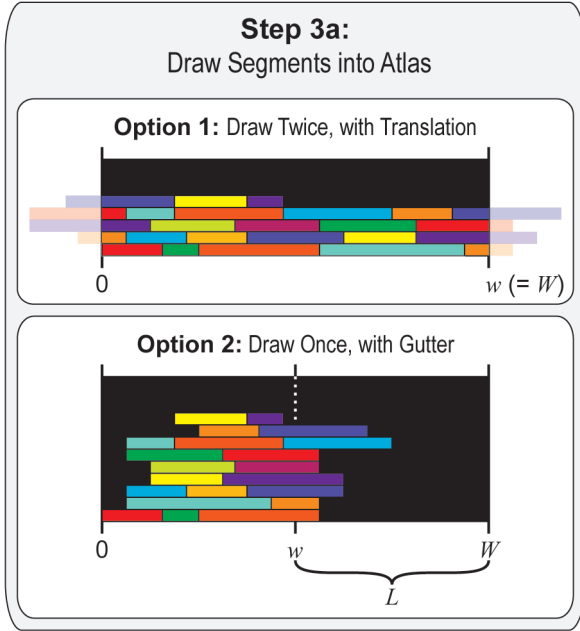 Step 3a:
Draw Segments into Atlas
Option 1: Draw Twice, with Translation
0 w (= W)
Option 2: Draw Once, with Gutter
0 w W
L